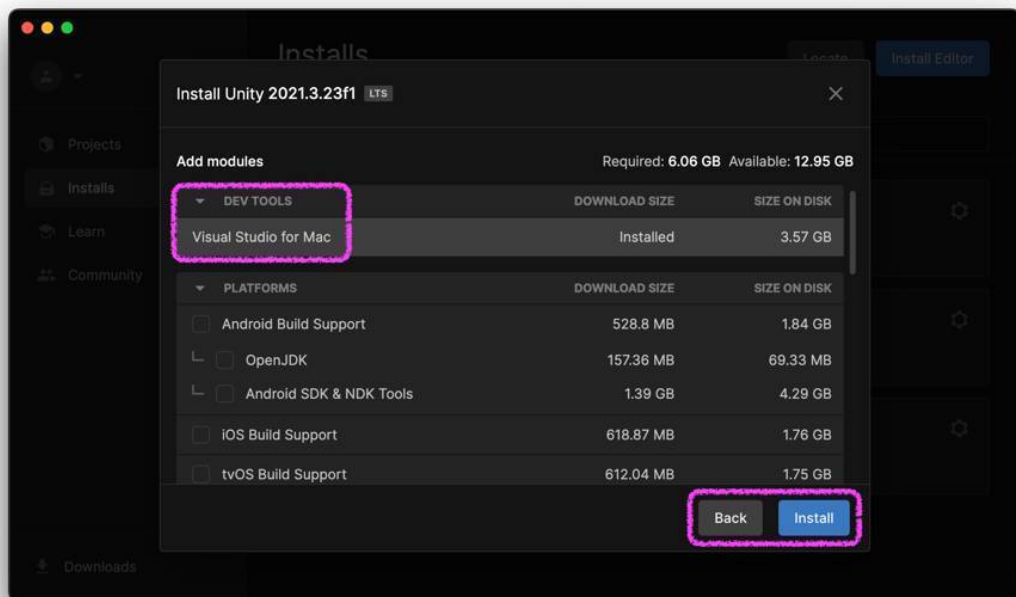 Installs
Locate
Install Editor
Projects
Installs
Learn
Community
Downloads
Install Unity 2021.3.23f1 LTS
Add modules
Required: 6.06 GB Available: 12.95 GB
DEV TOOLS DOWNLOAD SIZE SIZE ON DISK
Visual Studio for Mac Installed 3.57 GB
PLATFORMS DOWNLOAD SIZE SIZE ON DISK
Android Build Support 528.8 MB 1.84 GB
OpenJDK 157.36 MB 69.33 MB
Android SDK & NDK Tools 1.39 GB 4.29 GB
iOS Build Support 618.87 MB 1.76 GB
tvOS Build Support 612.04 MB 1.75 GB
Back Install